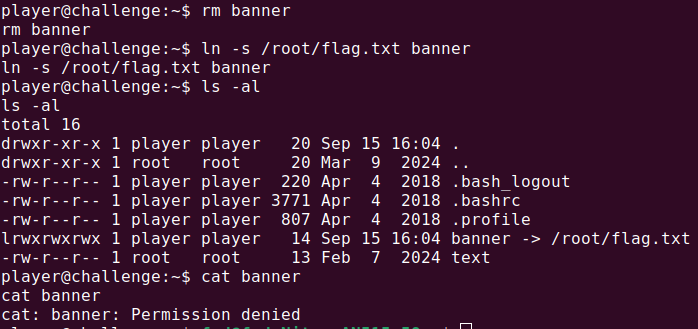 player@challenge:~$ rm banner
rm banner
player@challenge:~$ ln -s /root/flag.txt banner
ln -s /root/flag.txt banner
player@challenge:~$ ls -al
ls -al
total 16
drwxr-xr-x 1 player player   20 Sep 15 16:04 .
drwxr-xr-x 1 root   root     20 Mar  9  2024 ..
-rw-r--r-- 1 player player  220 Apr  4  2018 .bash_logout
-rw-r--r-- 1 player player 3771 Apr  4  2018 .bashrc
-rw-r--r-- 1 player player  807 Apr  4  2018 .profile
lrwxrwxrwx 1 player player   14 Sep 15 16:04 banner -> /root/flag.txt
-rw-r--r-- 1 root   root     13 Feb  7  2024 text
player@challenge:~$ cat banner
cat banner
cat: banner: Permission denied